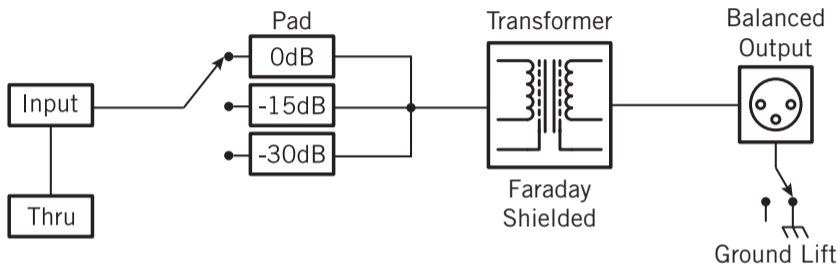 Pad
Transformer
Balanced
Output
0dB
Input
-15dB
-30dB
Thru
Faraday
Shielded
Ground Lift